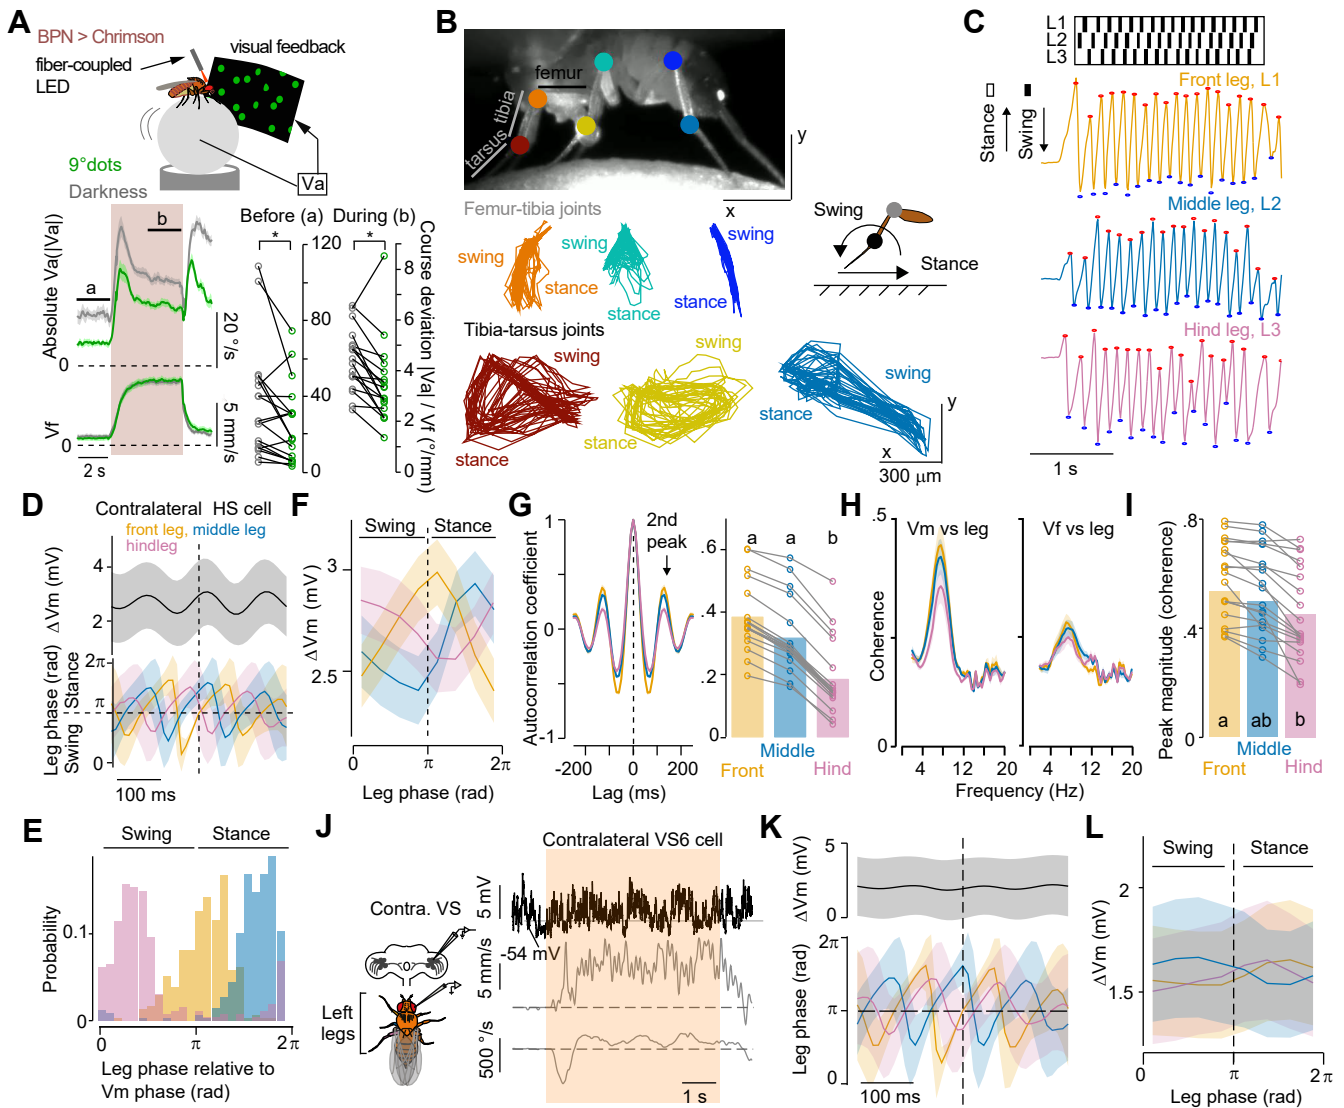 A
BPN > Chrimson
fiber-coupled
LED
visual feedback
9°dots
Darkness
Va
Absolute Va(|Va|)
a
b
0
20 °/s
Vf
0
5 mm/s
2 s
Before (a)
During (b)
*
*
120
80
40
0
8
6
4
2
0
Course deviation |Va| / Vf (°/mm)
B
femur
tibia
tarsus
y
x
Femur-tibia joints
swing
stance
swing
stance
swing
stance
Swing
Stance
Tibia-tarsus joints
swing
stance
swing
stance
swing
stance
y
x
300 µm
C
L1
L2
L3
Stance
Swing
Front leg, L1
Middle leg, L2
Hind leg, L3
1 s
D
Contralateral HS cell
front leg, middle leg
hindleg
ΔVm (mV)
4
2
Leg phase (rad)
Swing Stance
2π
π
0
100 ms
E
Swing
Stance
Probability
0.1
0
0
π
2π
Leg phase relative to
Vm phase (rad)
F
Swing
Stance
ΔVm (mV)
3
2.5
0
π
2π
Leg phase (rad)
G
Autocorrelation coefficient
1
0
-1
2nd
peak
-200
0
200
Lag (ms)
a
a
b
.6
.4
.2
0
Front
Middle
Hind
H
Vm vs leg
Vf vs leg
Coherence
.5
0
4
12
20
4
12
20
Frequency (Hz)
I
Peak magnitude (coherence)
.8
.4
0
a
ab
b
Front
Middle
Hind
J
Contra. VS
Left
legs
Contralateral VS6 cell
5 mV
-54 mV
5 mm/s
500 °/s
1 s
K
ΔVm (mV)
5
0
Leg phase (rad)
2π
π
0
100 ms
L
Swing
Stance
ΔVm (mV)
2
1.5
0
π
2π
Leg phase (rad)